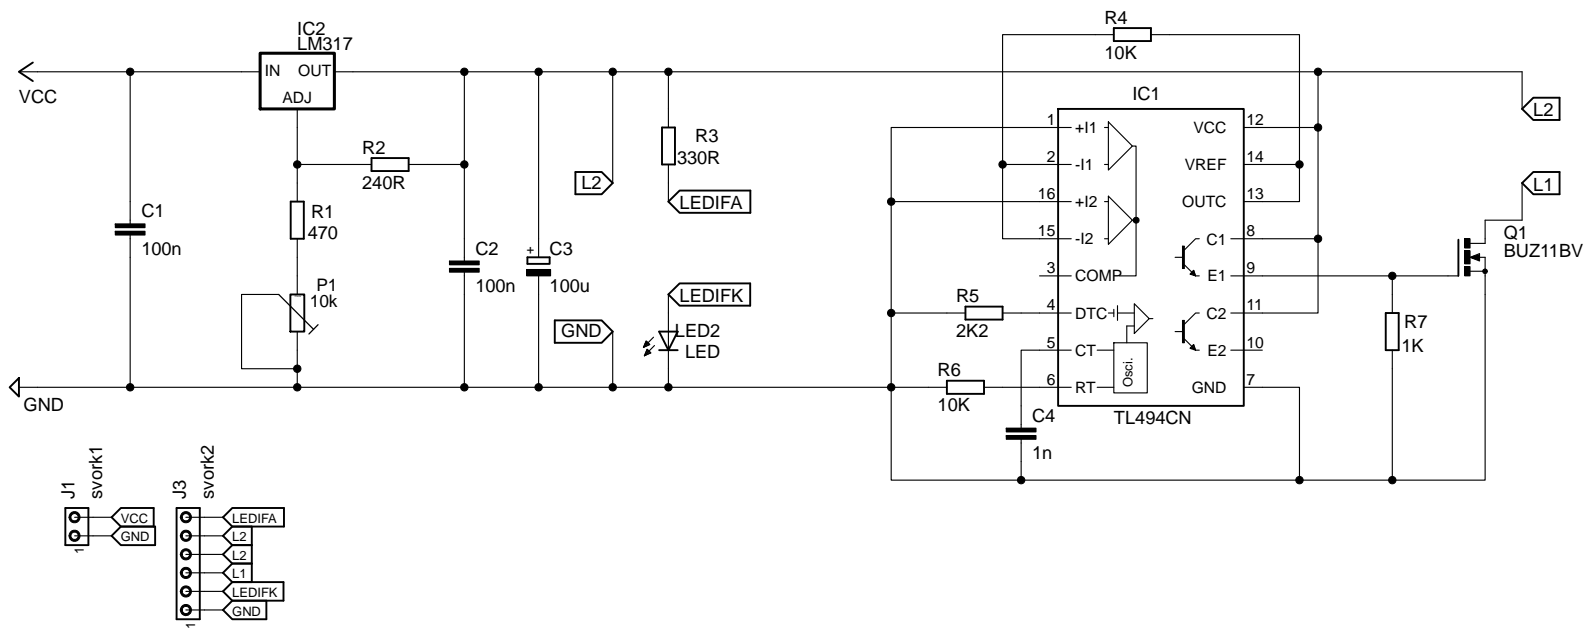 IC2
LM317
IN OUT
ADJ
VCC
GND
C1
100n
R2
240R
R1
470
P1
10k
C2
100n
+
C3
100u
L2
GND
R3
330R
LEDIFA
LEDIFK
LED2
LED
R4
10K
IC1
1 +I1
2 -I1
16 +I2
15 -I2
3 COMP
4 DTC
5 CT
6 RT
Osci.
VCC 12
VREF 14
OUTC 13
C1 8
E1 9
C2 11
E2 10
GND 7
TL494CN
R5
2K2
R6
10K
C4
1n
L2
L1
Q1
BUZ11BV
R7
1K
J1
svork1
VCC
GND
1
J3
svork2
LEDIFA
L2
L2
L1
LEDIFK
GND
1